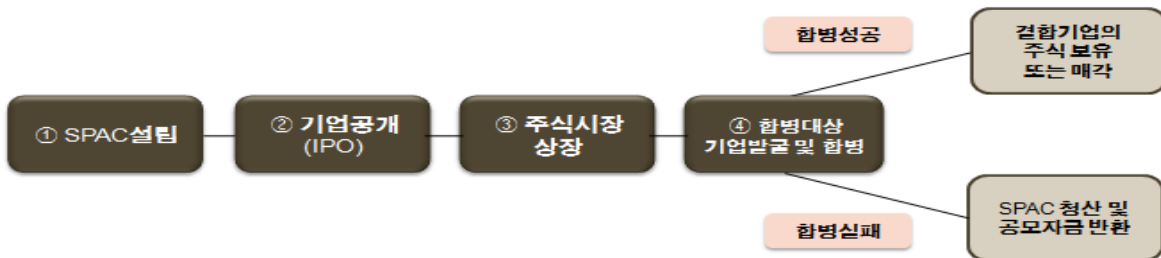 ① SPAC설립
② 기업공개
(IPO)
③ 주식시장
상장
④ 합병대상
기업발굴 및 합병
합병성공
결합기업의
주식 보유
또는 매각
합병실패
SPAC 청산 및
공모자금 반환